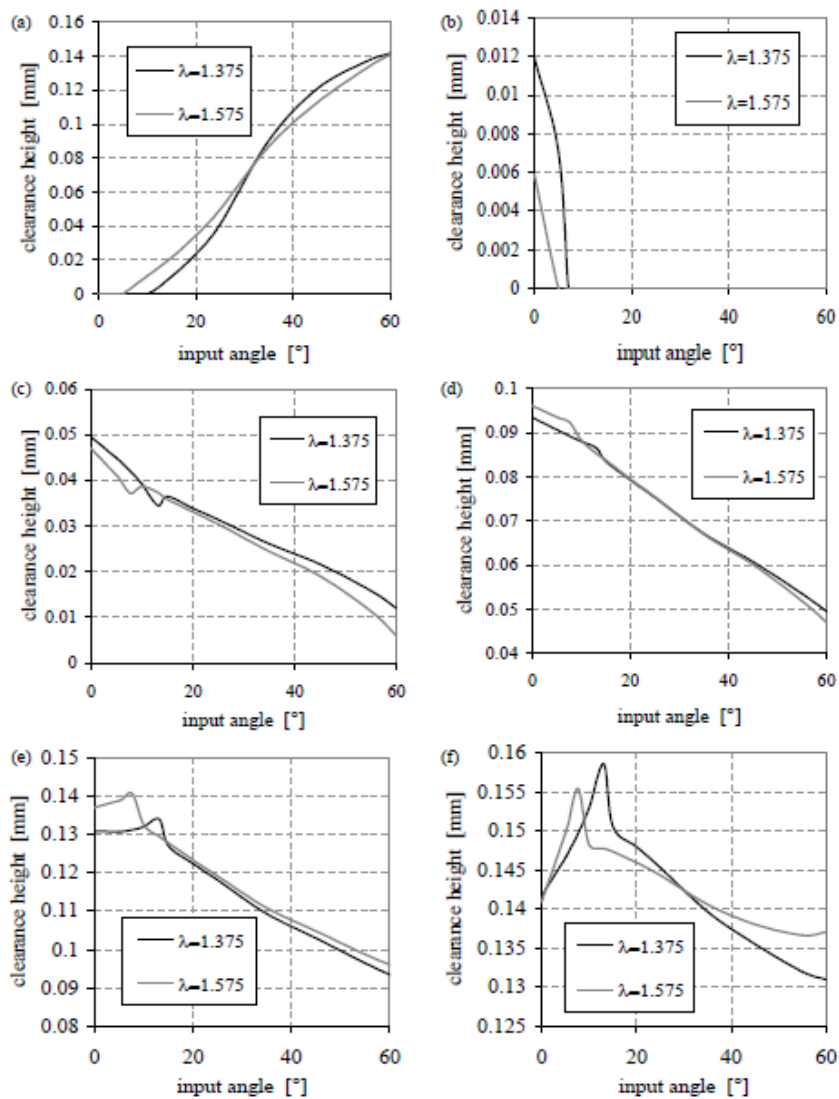 (a)
0.16
0.14
0.12
0.1
0.08
0.06
0.04
0.02
0
clearance height [mm]
λ=1.375
λ=1.575
0 20 40 60
input angle [°]
(b)
0.014
0.012
0.01
0.008
0.006
0.004
0.002
0
clearance height [mm]
λ=1.375
λ=1.575
0 20 40 60
input angle [°]
(c)
0.06
0.05
0.04
0.03
0.02
0.01
0
clearance height [mm]
λ=1.375
λ=1.575
0 20 40 60
input angle [°]
(d)
0.1
0.09
0.08
0.07
0.06
0.05
0.04
clearance height [mm]
λ=1.375
λ=1.575
0 20 40 60
input angle [°]
(e)
0.15
0.14
0.13
0.12
0.11
0.1
0.09
0.08
clearance height [mm]
λ=1.375
λ=1.575
0 20 40 60
input angle [°]
(f)
0.16
0.155
0.15
0.145
0.14
0.135
0.13
0.125
clearance height [mm]
λ=1.375
λ=1.575
0 20 40 60
input angle [°]